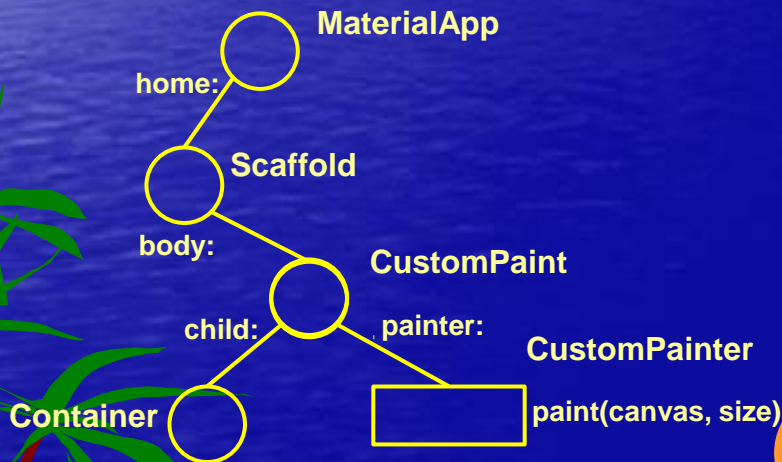 MaterialApp
home:
Scaffold
body:
CustomPaint
child:
painter:
CustomPainter
Container
paint(canvas, size)